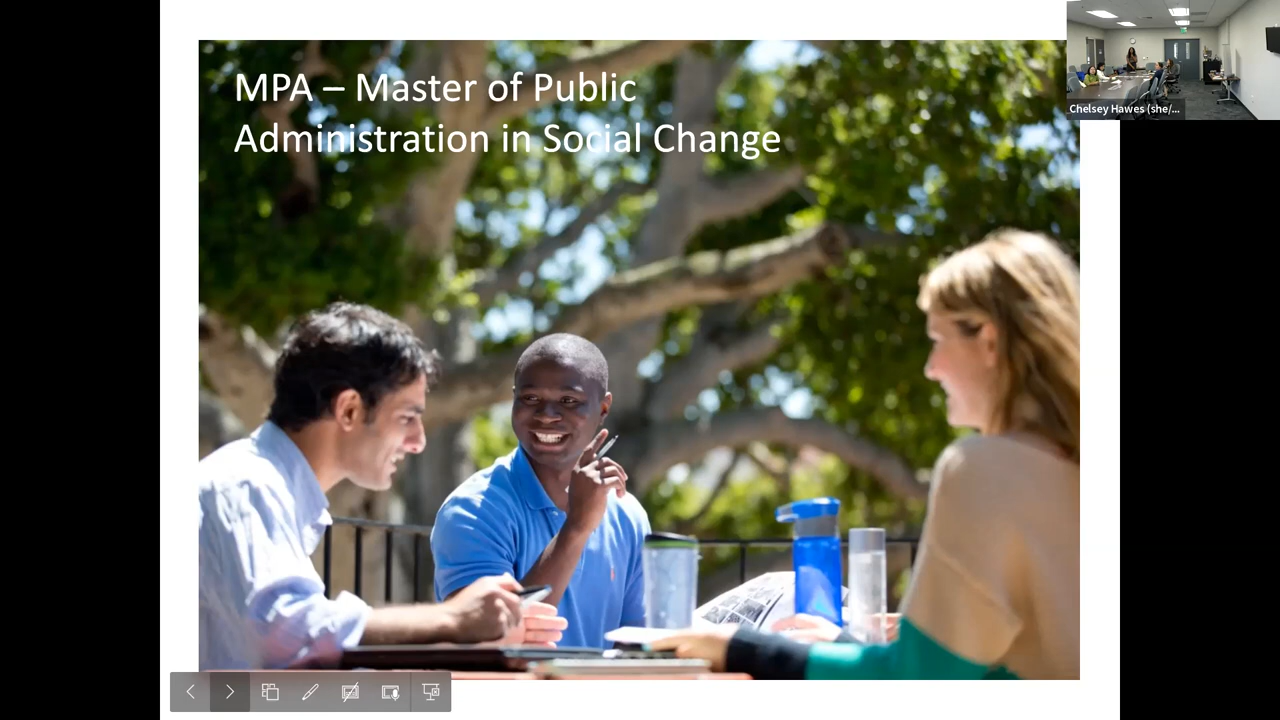 MPA – Master of Public
Administration in Social Change
Chelsey Hawes (she/...